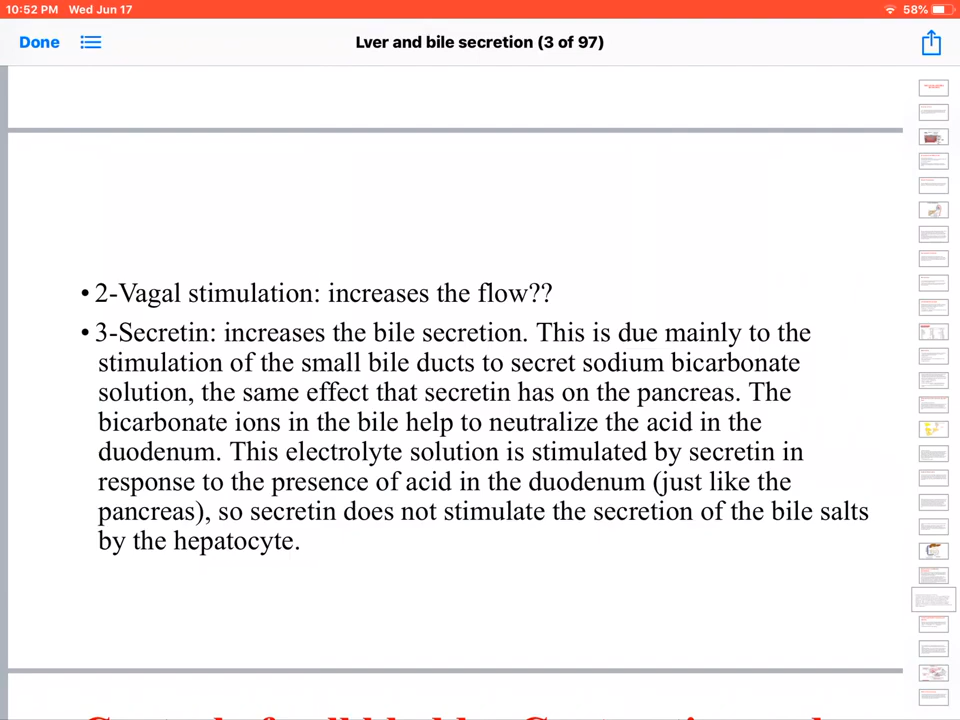 10:52 PM Wed Jun 17
58%
Done
Lver and bile secretion (3 of 97)
• 2-Vagal stimulation: increases the flow??
• 3-Secretin: increases the bile secretion. This is due mainly to the
stimulation of the small bile ducts to secret sodium bicarbonate
solution, the same effect that secretin has on the pancreas. The
bicarbonate ions in the bile help to neutralize the acid in the
duodenum. This electrolyte solution is stimulated by secretin in
response to the presence of acid in the duodenum (just like the
pancreas), so secretin does not stimulate the secretion of the bile salts
by the hepatocyte.